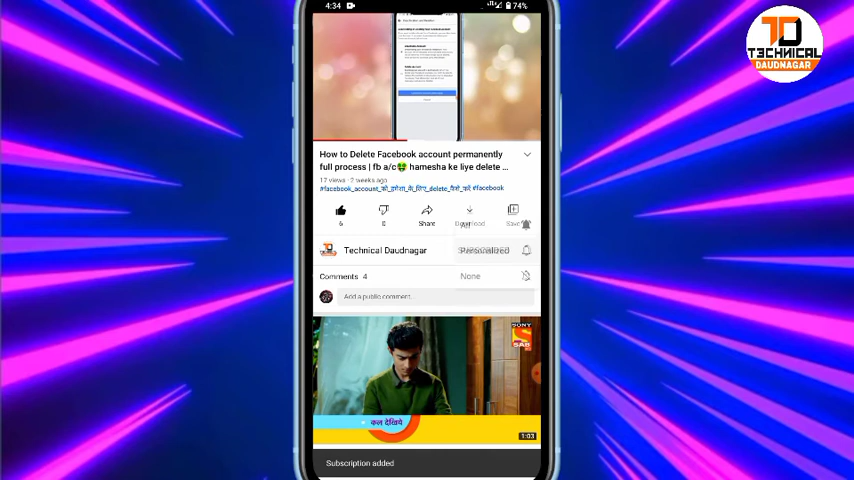 4:34
74%
TECHNICAL
DAUDNAGAR
How to Delete Facebook account permanently
full process | fb a/c🤑 hamesha ke liye delete ...
17 views · 2 weeks ago
#facebook_account_को_हमेशा_के_लिए_delete_कैसे_करें #facebook
6
0
Share
Download
Save
Technical Daudnagar
Personalized
None
Comments 4
Add a public comment...
SONY
SAB
कल देखिये
1:03
Subscription added